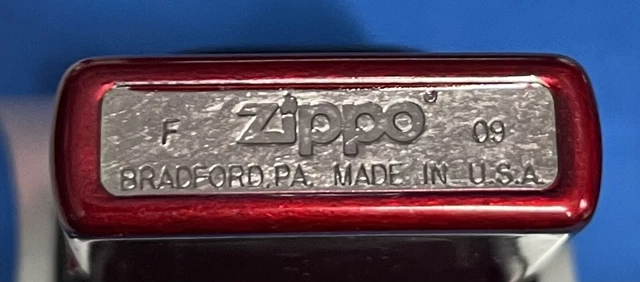 F Zippo® 09
BRADFORD,PA. MADE IN U.S.A.